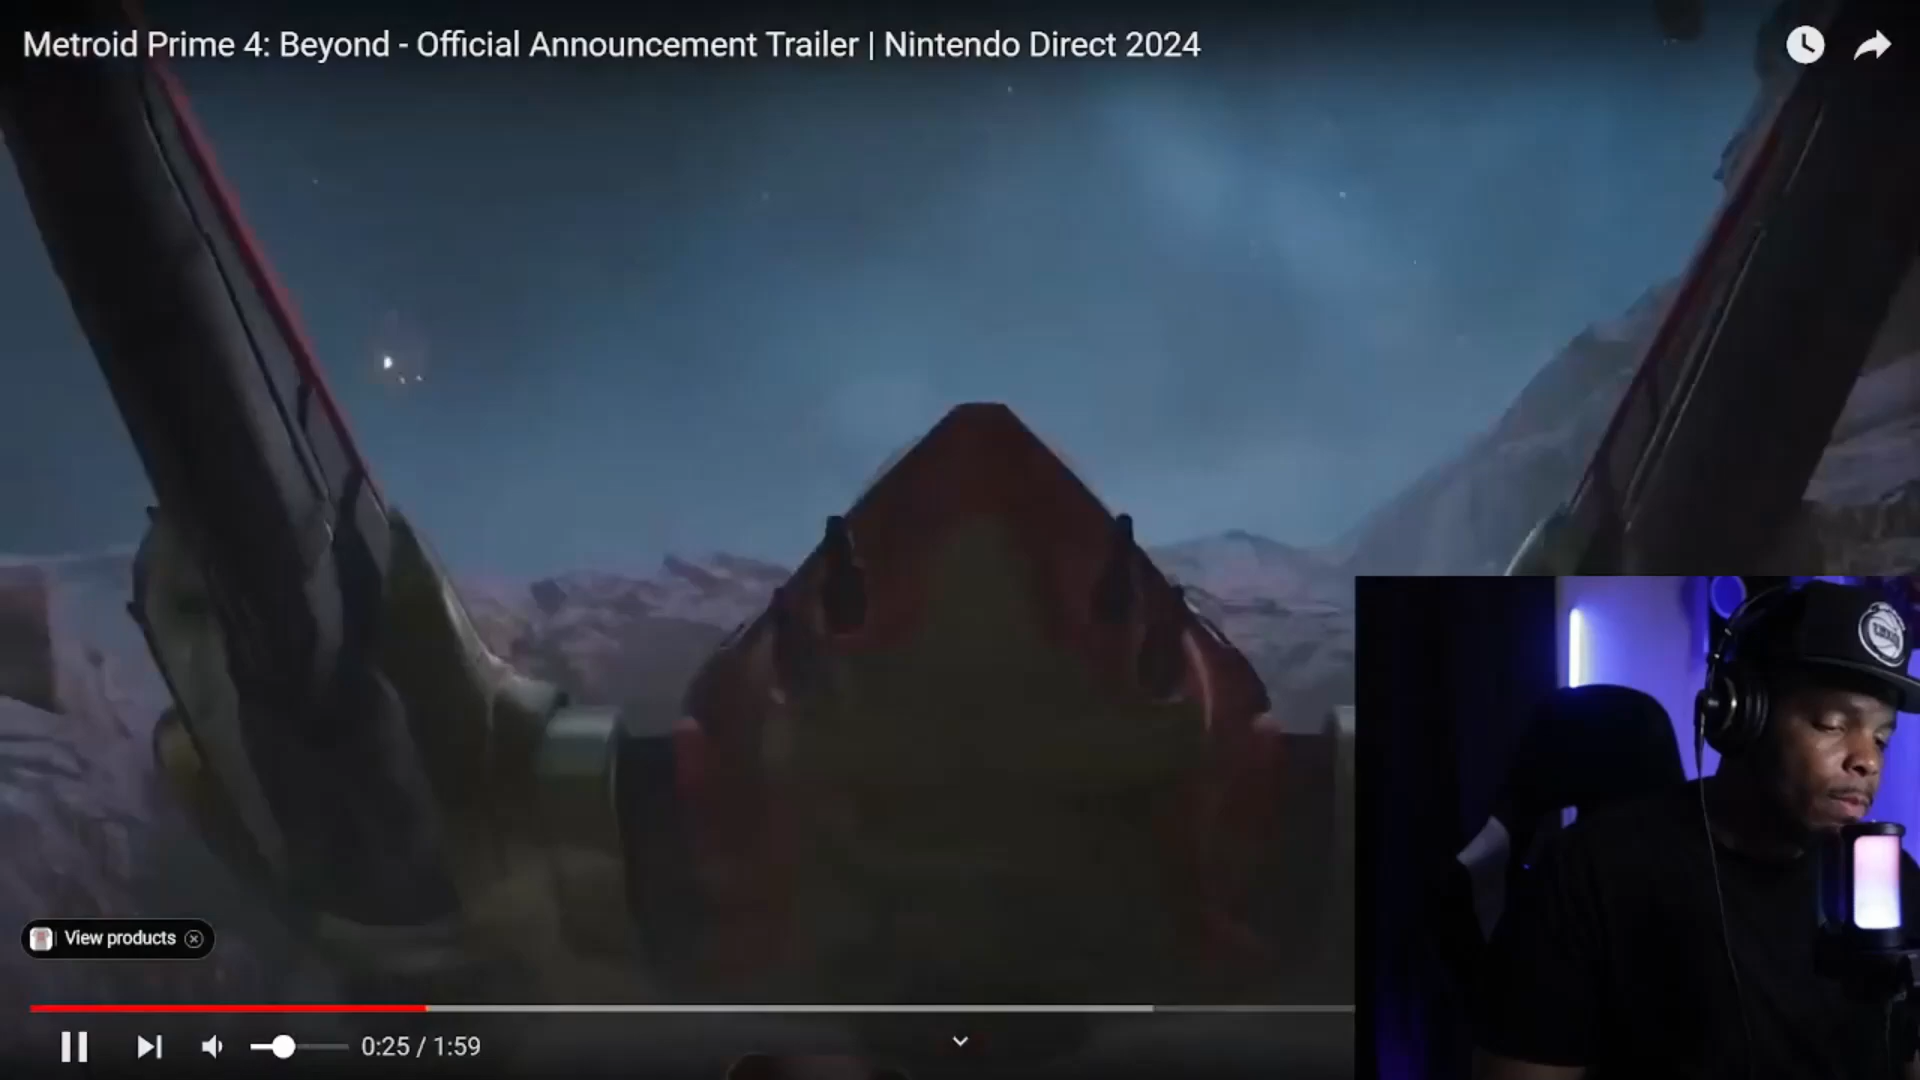 Metroid Prime 4: Beyond - Official Announcement Trailer | Nintendo Direct 2024
View products
0:25 / 1:59